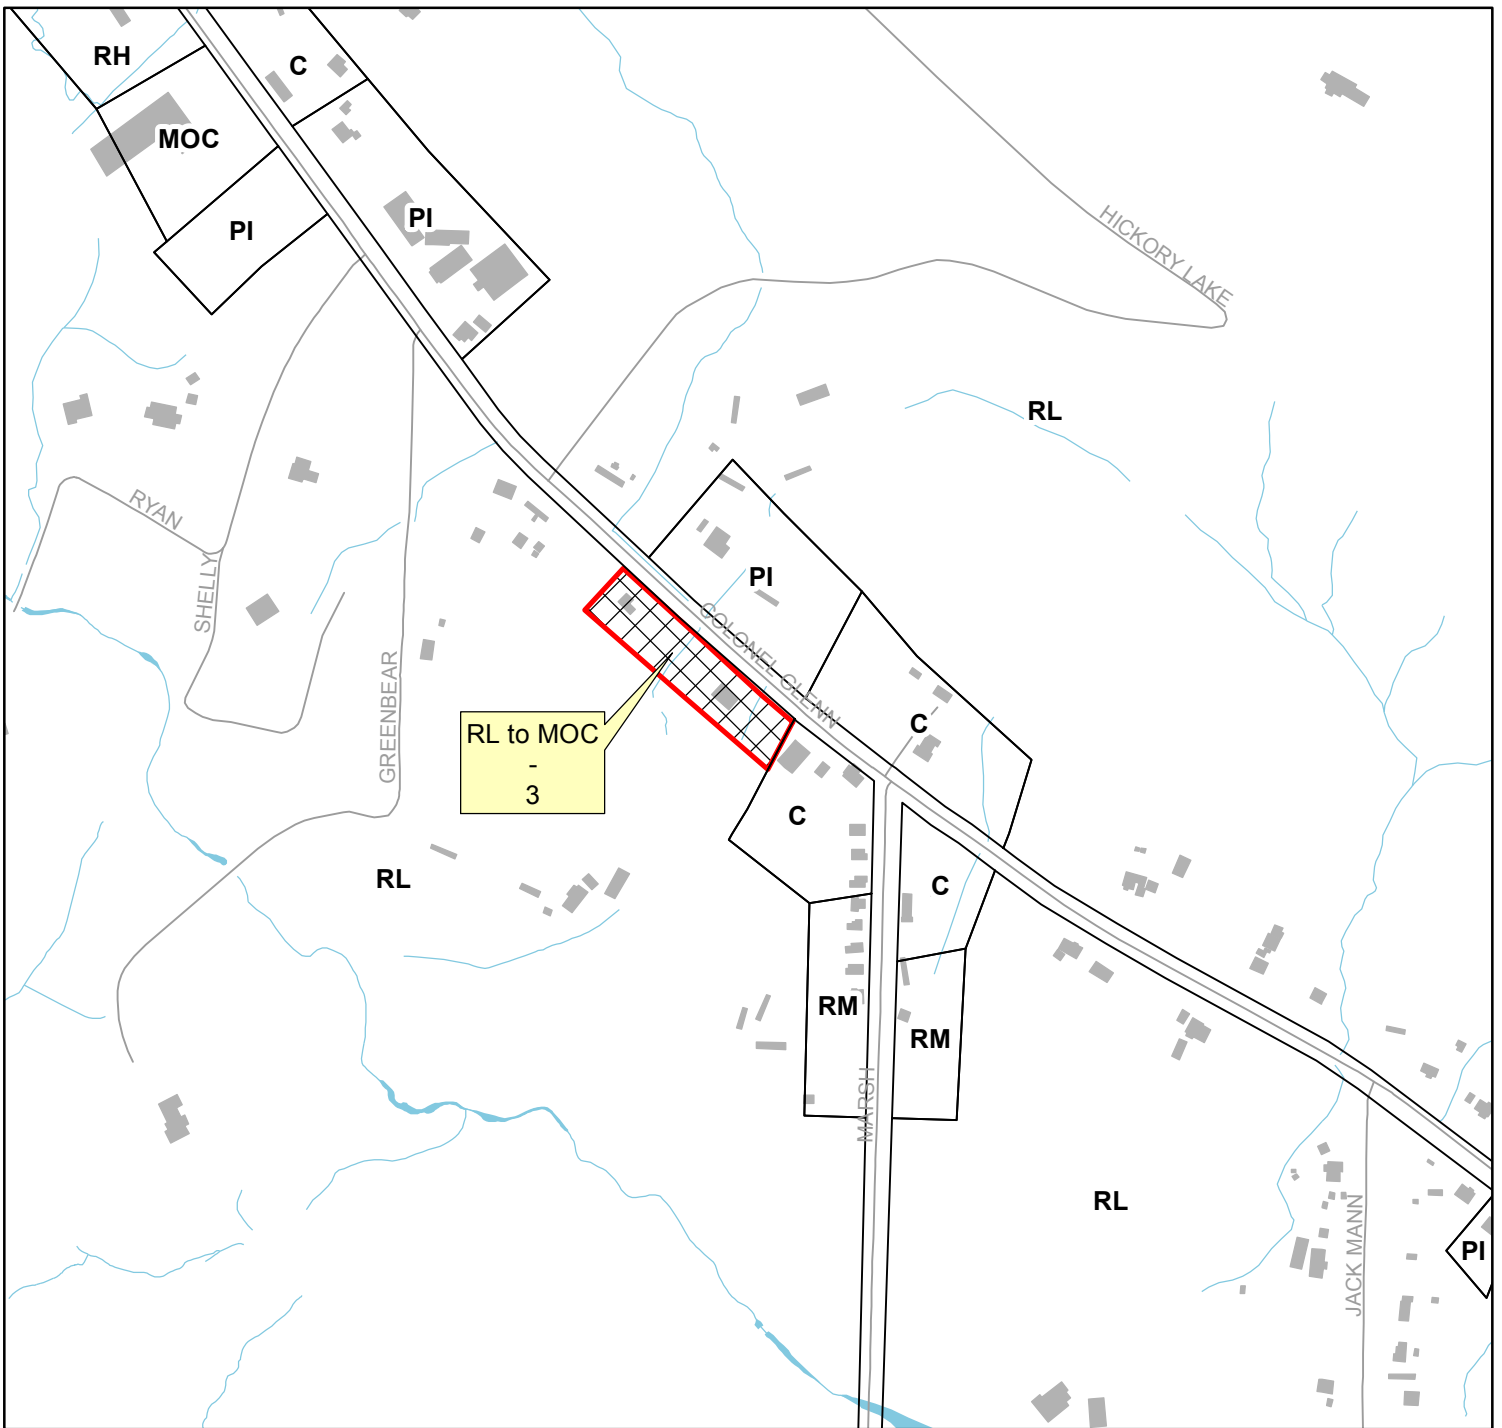 RH
C
MOC
PI
PI
HICKORY LAKE
RL
RYAN
SHELLY
GREENBEAR
PI
COLONEL GLENN
RL to MOC
-
3
C
C
RL
C
RM
RM
MARSH
RL
JACK MANN
PI